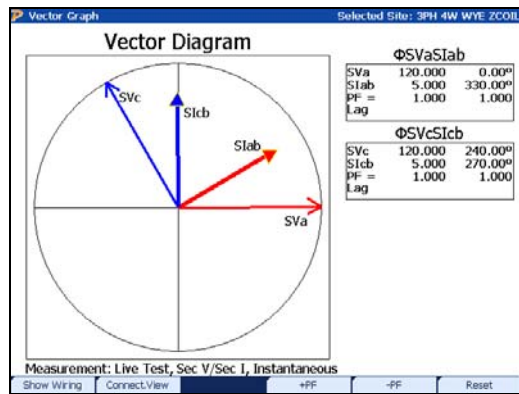 Vector Graph Selected Site: 3PH 4W WYE ZCOIL
Vector Diagram
SVc
SIcb
SIab
SVa
ΦSVaSIab
SVa 120.000 0.00º
SIab 5.000 330.00º
PF = 1.000 1.000
Lag
ΦSVcSIcb
SVc 120.000 240.00º
SIcb 5.000 270.00º
PF = 1.000 1.000
Lag
Measurement: Live Test, Sec V/Sec I, Instantaneous
Show Wiring Connect.View +PF -PF Reset